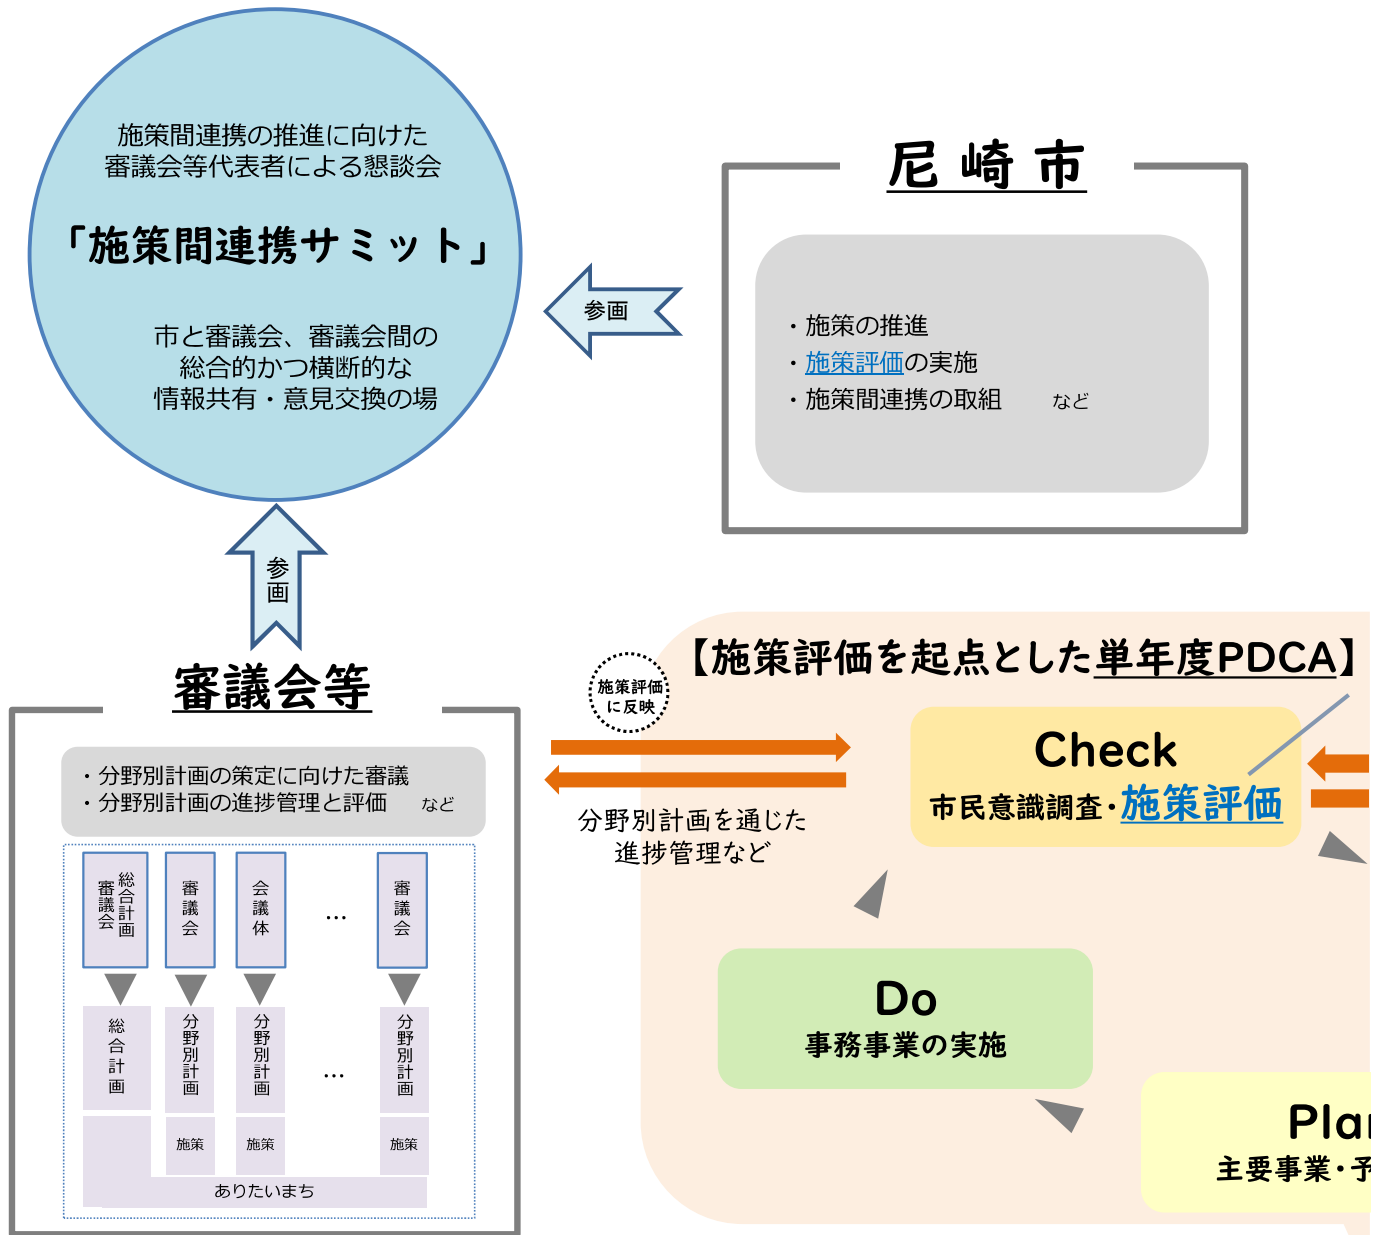 施策間連携の推進に向けた
審議会等代表者による懇談会
「施策間連携サミット」
市と審議会、審議会間の
総合的かつ横断的な
情報共有・意見交換の場
参画
尼崎市
・施策の推進
・施策評価の実施
・施策間連携の取組 など
参画
審議会等
・分野別計画の策定に向けた審議
・分野別計画の進捗管理と評価 など
総合計画
審議会
審議会
会議体
…
審議会
総合計画
分野別計画
分野別計画
…
分野別計画
施策
施策
施策
ありたいまち
施策評価
に反映
分野別計画を通じた
進捗管理など
【施策評価を起点とした単年度PDCA】
Check
市民意識調査・施策評価
Do
事務事業の実施
Plan
主要事業・予